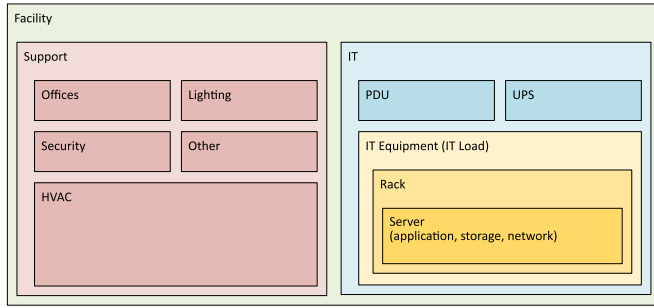 Facility
Support
Offices
Lighting
Security
Other
HVAC
IT
PDU
UPS
IT Equipment (IT Load)
Rack
Server
(application, storage, network)